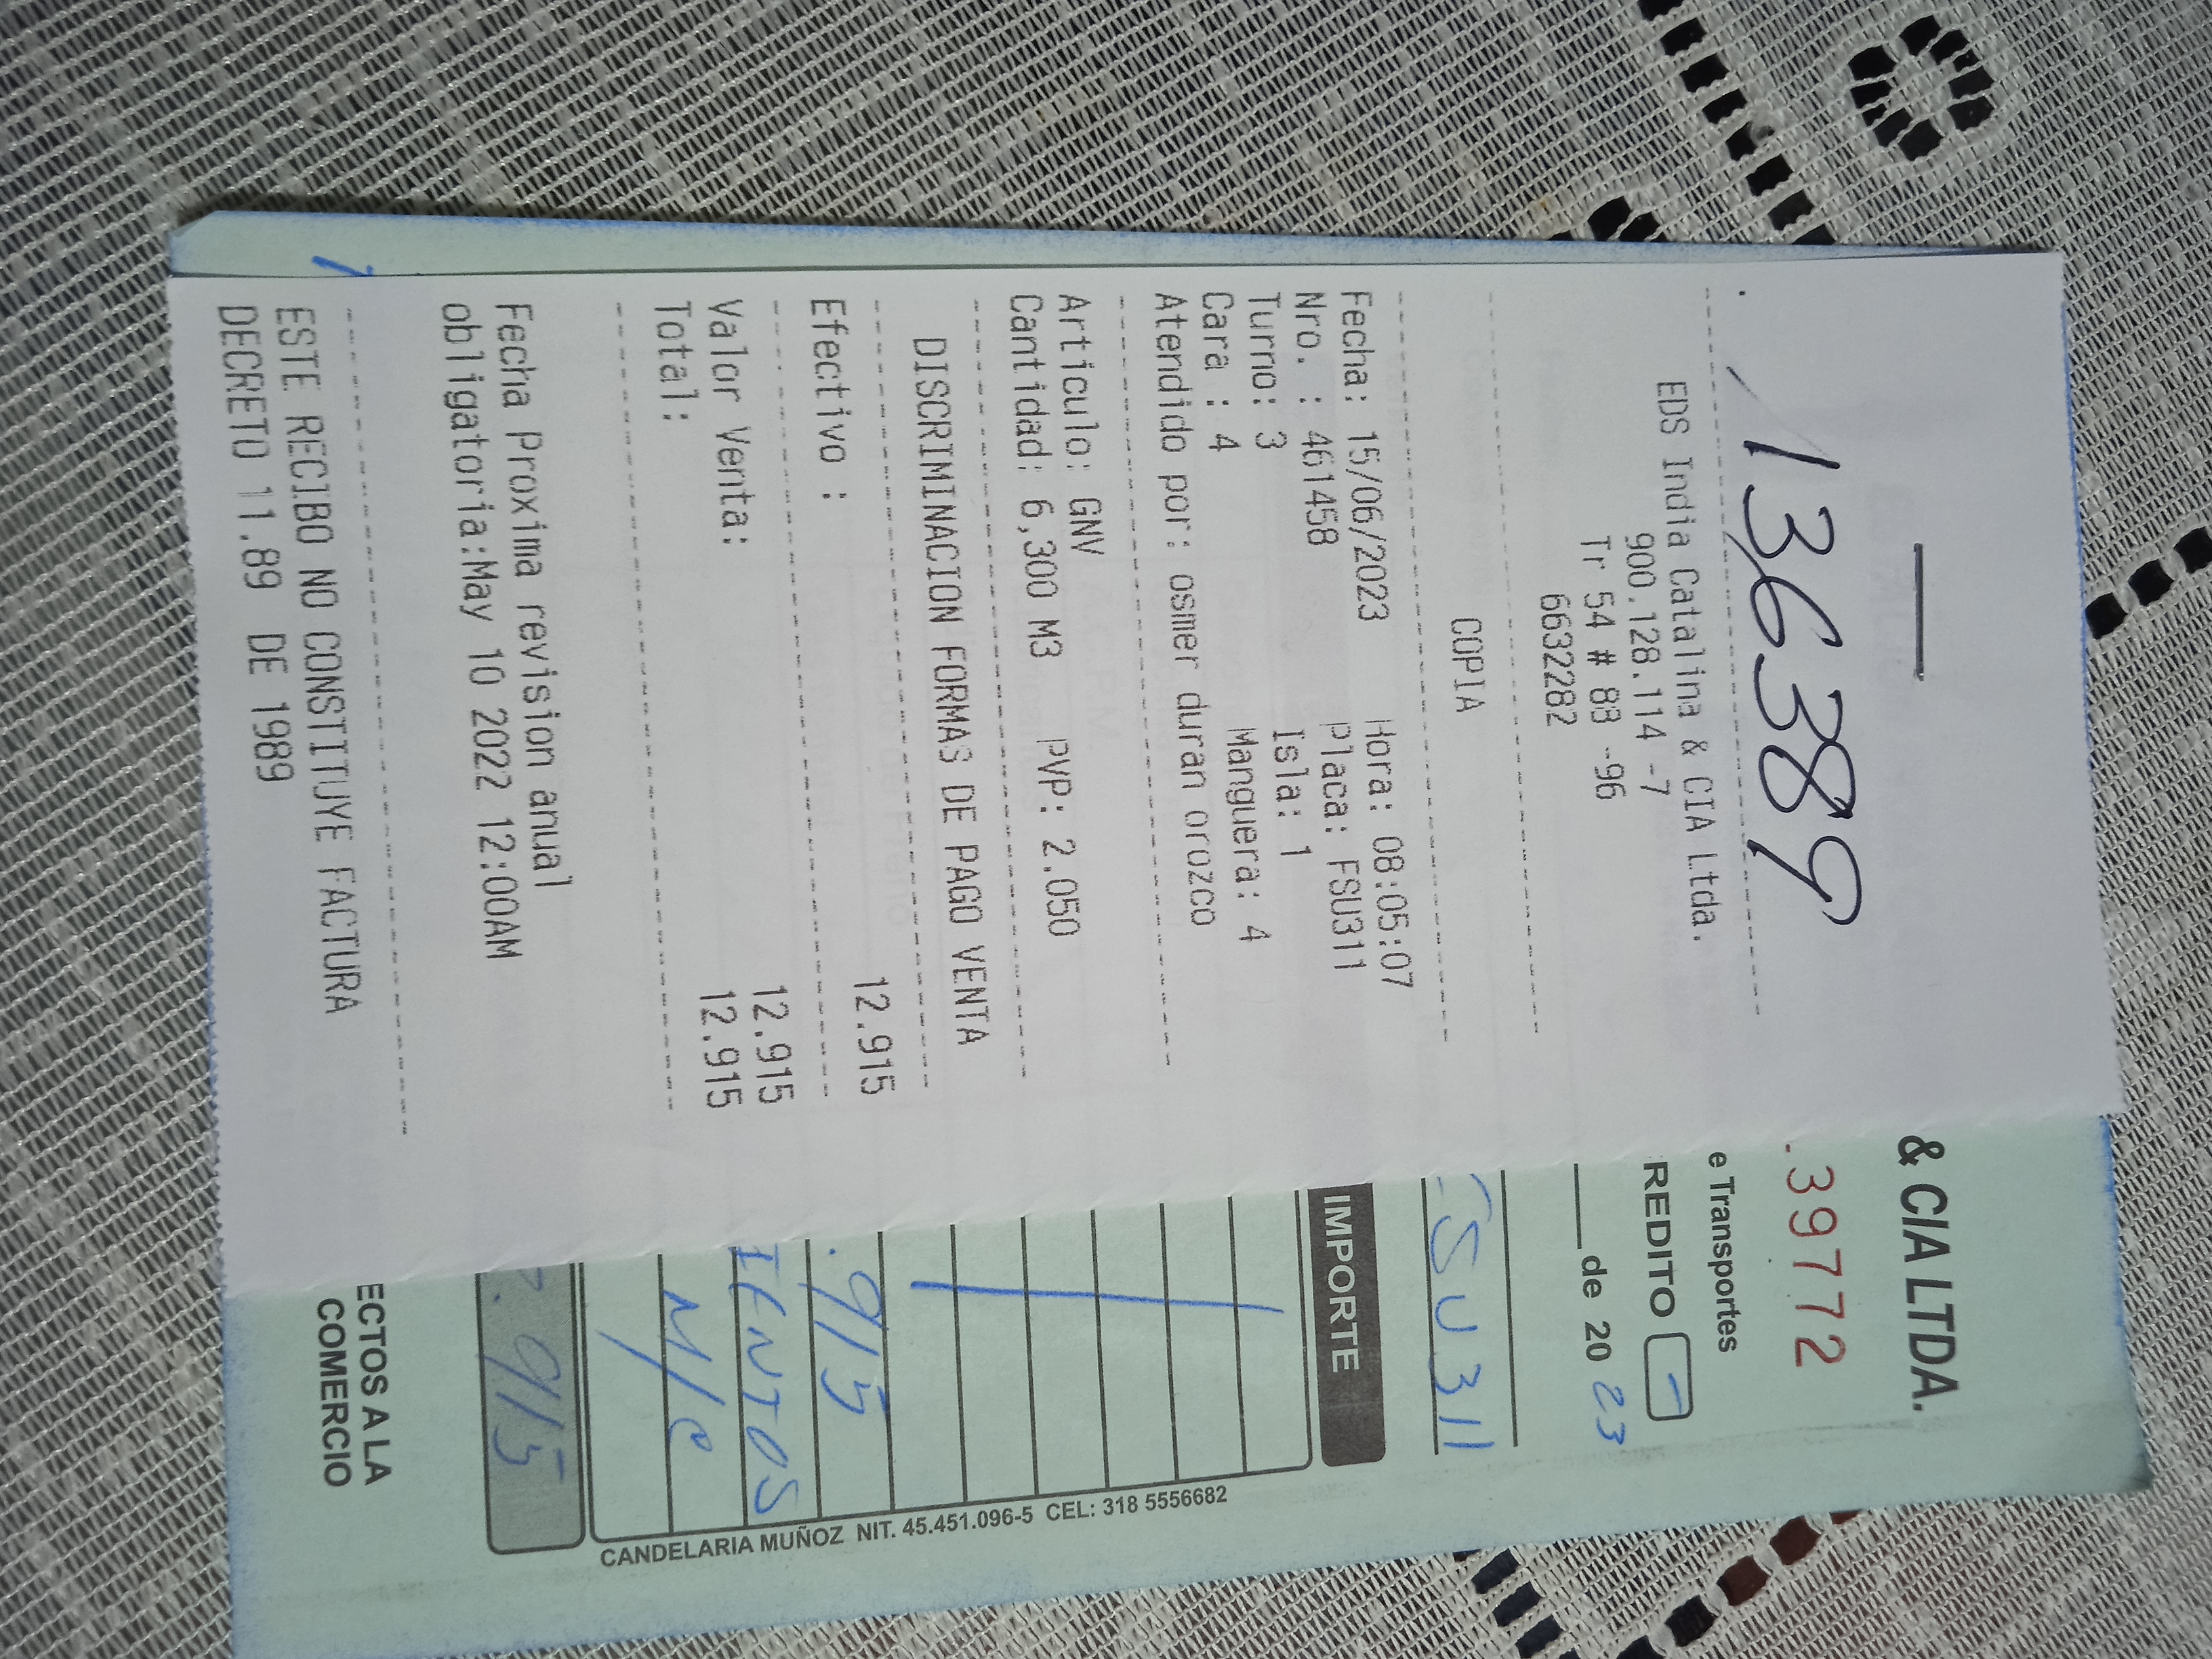 136389
EDS India Catalina & CIA Ltda.
900.128.114 -7
Tr 54 # 83 -96
6632282
COPIA
Fecha: 15/06/2023 Hora: 08:05:07
Nro. : 461458 Placa: FSU311
Turno: 3 Isla: 1
Cara : 4 Manguera: 4
Atendido por: osmer duran orozco
Articulo: GNV
Cantidad: 6,300 M3 PVP: 2.050
DISCRIMINACION FORMAS DE PAGO VENTA
Efectivo : 12.915
Valor Venta: 12.915
Total: 12.915
Fecha Proxima revision anual
obligatoria:May 10 2022 12:00AM
ESTE RECIBO NO CONSTITUYE FACTURA
DECRETO 11.89 DE 1989
& CIA LTDA.
.39772
e Transportes
REDITO
de 20 23
SU311
IMPORTE
.915
IENTOS
M/C
.915
ECTOS A LA
COMERCIO
CANDELARIA MUÑOZ NIT. 45.451.096-5 CEL: 318 5556682